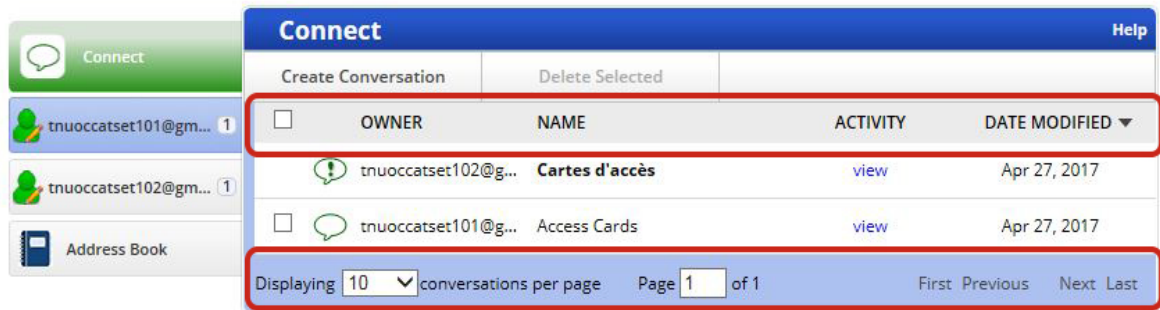 Connect
tnuoccatset101@gm... 1
tnuoccatset102@gm... 1
Address Book
Connect Help
Create Conversation Delete Selected
OWNER NAME ACTIVITY DATE MODIFIED
tnuoccatset102@g... Cartes d'accès view Apr 27, 2017
tnuoccatset101@g... Access Cards view Apr 27, 2017
Displaying 10 conversations per page Page 1 of 1 First Previous Next Last